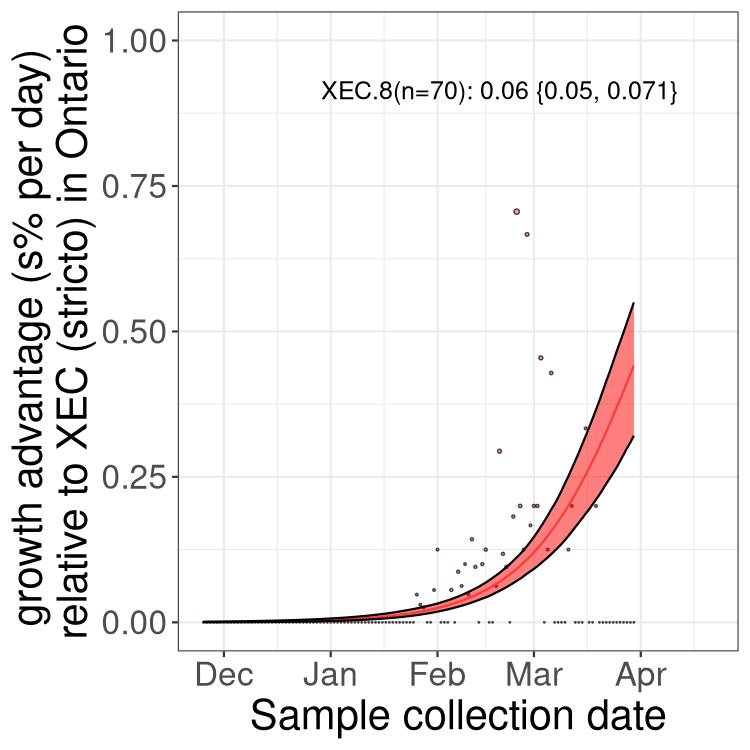 growth advantage (s% per day)
relative to XEC (stricto) in Ontario
1.00
0.75
0.50
0.25
0.00
XEC.8(n=70): 0.06 {0.05, 0.071}
Dec Jan Feb Mar Apr
Sample collection date